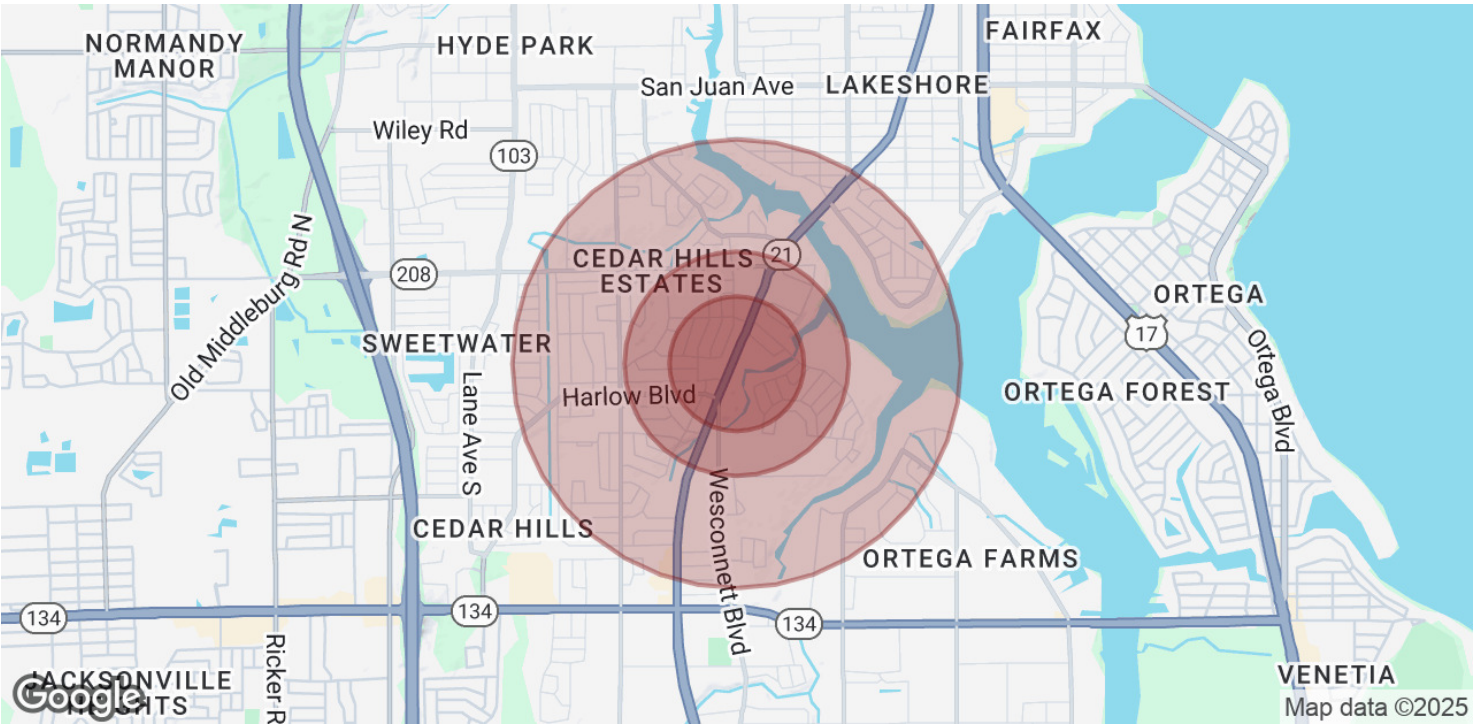 NORMANDY
MANOR
HYDE PARK
FAIRFAX
San Juan Ave
LAKESHORE
Wiley Rd
103
Old Middleburg Rd N
CEDAR HILLS
ESTATES
21
208
ORTEGA
17
SWEETWATER
Ortega Blvd
Lane Ave S
Harlow Blvd
ORTEGA FOREST
Wesconnett Blvd
CEDAR HILLS
ORTEGA FARMS
134
134
134
Ricker R
JACKSONVILLE
HEIGHTS
Google
VENETIA
Map data ©2025